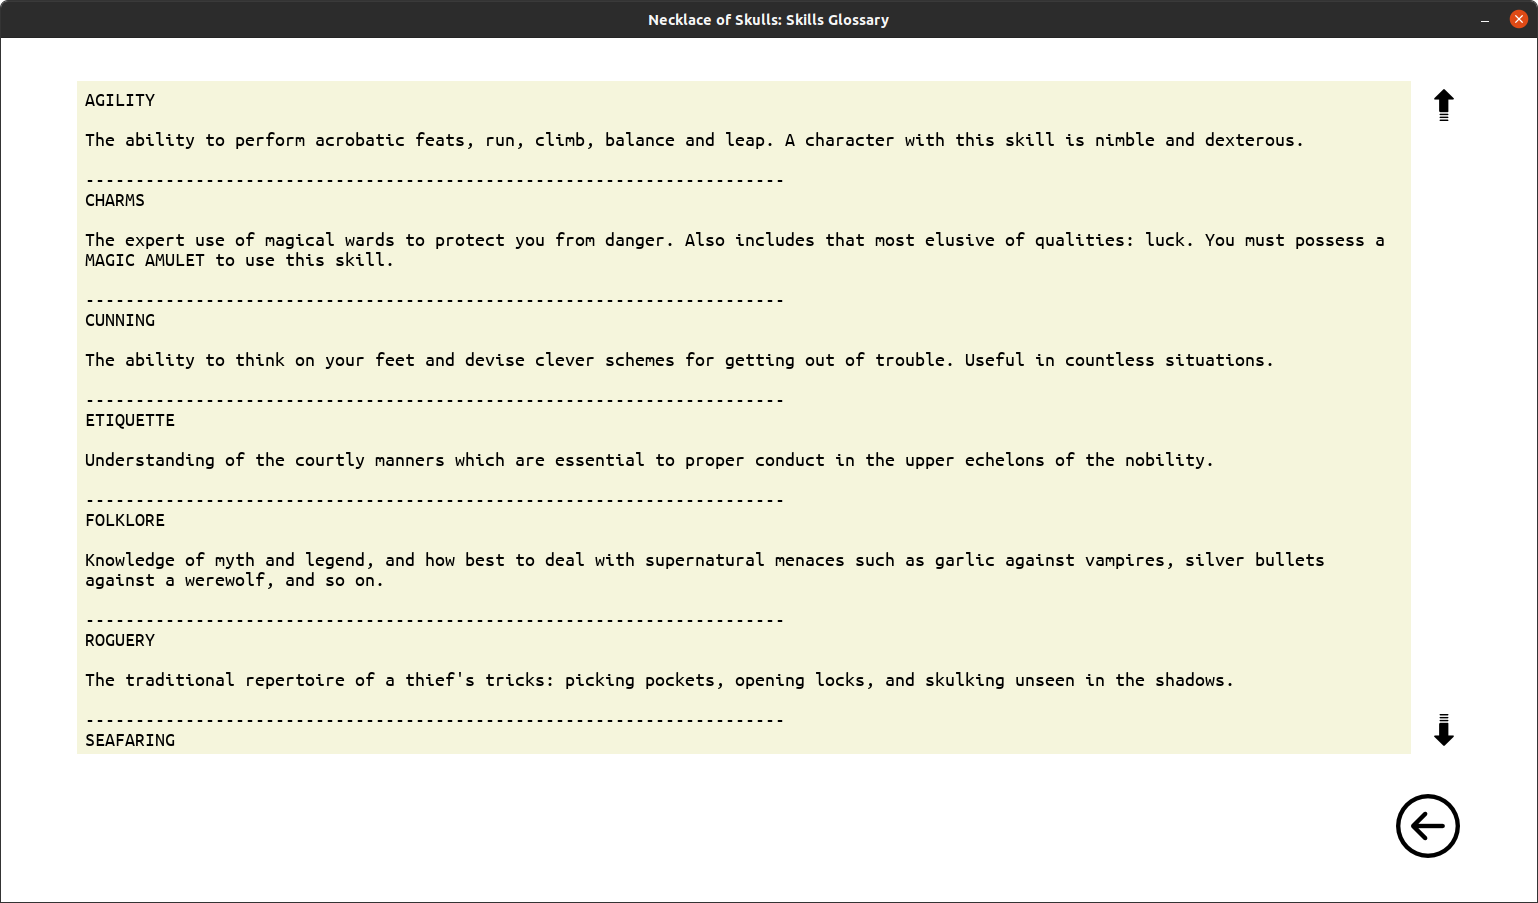 Necklace of Skulls: Skills Glossary
AGILITY
The ability to perform acrobatic feats, run, climb, balance and leap. A character with this skill is nimble and dexterous.
----------------------------------------------------------------------
CHARMS
The expert use of magical wards to protect you from danger. Also includes that most elusive of qualities: luck. You must possess a
MAGIC AMULET to use this skill.
----------------------------------------------------------------------
CUNNING
The ability to think on your feet and devise clever schemes for getting out of trouble. Useful in countless situations.
----------------------------------------------------------------------
ETIQUETTE
Understanding of the courtly manners which are essential to proper conduct in the upper echelons of the nobility.
----------------------------------------------------------------------
FOLKLORE
Knowledge of myth and legend, and how best to deal with supernatural menaces such as garlic against vampires, silver bullets
against a werewolf, and so on.
----------------------------------------------------------------------
ROGUERY
The traditional repertoire of a thief's tricks: picking pockets, opening locks, and skulking unseen in the shadows.
----------------------------------------------------------------------
SEAFARING